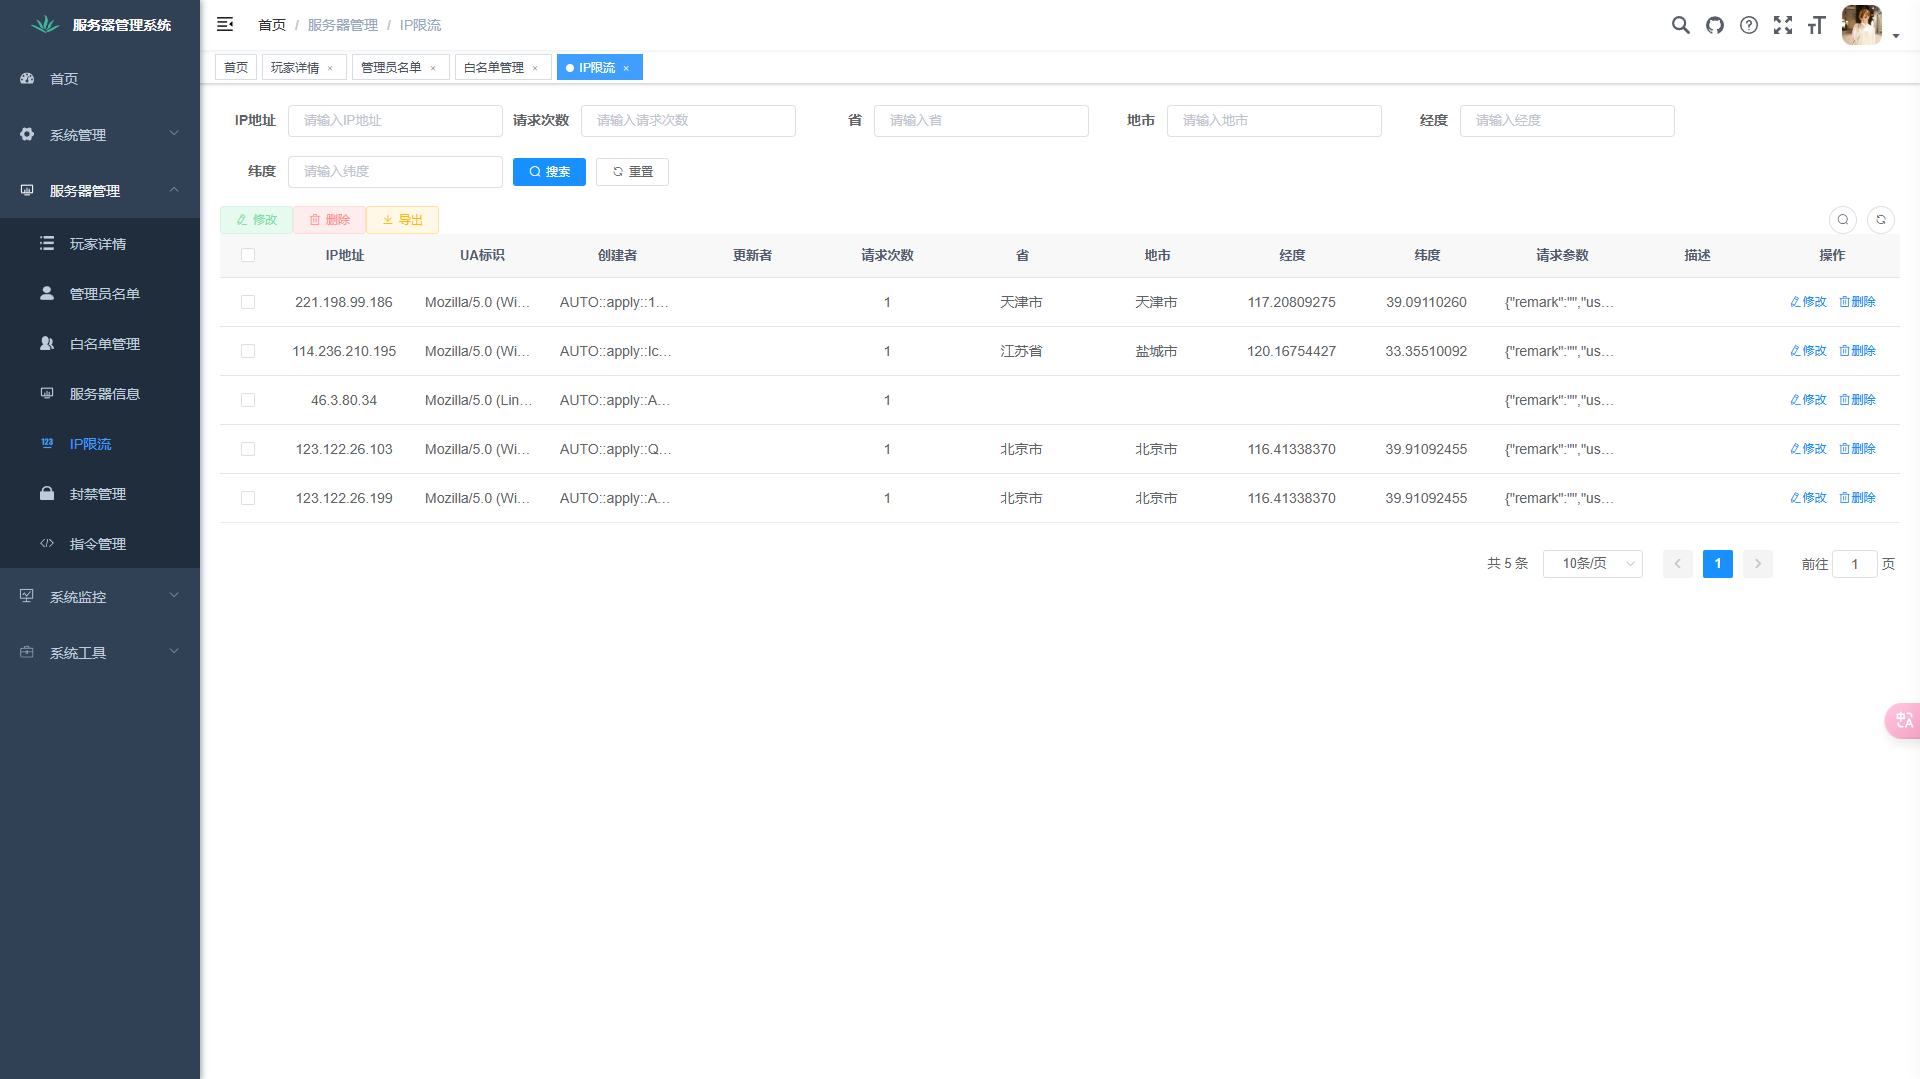 服务器管理系统
首页
系统管理
服务器管理
玩家详情
管理员名单
白名单管理
服务器信息
IP限流
封禁管理
指令管理
系统监控
系统工具
首页 / 服务器管理 / IP限流
首页 玩家详情 × 管理员名单 × 白名单管理 × IP限流 ×
IP地址 请输入IP地址 请求次数 请输入请求次数 省 请输入省 地市 请输入地市 经度 请输入经度
纬度 请输入纬度 搜索 重置
修改 删除 导出
IP地址 UA标识 创建者 更新者 请求次数 省 地市 经度 纬度 请求参数 描述 操作
221.198.99.186 Mozilla/5.0 (Wi... AUTO::apply::1... 1 天津市 天津市 117.20809275 39.09110260 {"remark":"","us... 修改 删除
114.236.210.195 Mozilla/5.0 (Wi... AUTO::apply::Ic... 1 江苏省 盐城市 120.16754427 33.35510092 {"remark":"","us... 修改 删除
46.3.80.34 Mozilla/5.0 (Lin... AUTO::apply::A... 1 {"remark":"","us... 修改 删除
123.122.26.103 Mozilla/5.0 (Wi... AUTO::apply::Q... 1 北京市 北京市 116.41338370 39.91092455 {"remark":"","us... 修改 删除
123.122.26.199 Mozilla/5.0 (Wi... AUTO::apply::A... 1 北京市 北京市 116.41338370 39.91092455 {"remark":"","us... 修改 删除
共 5 条 10条/页 1 前往 1 页